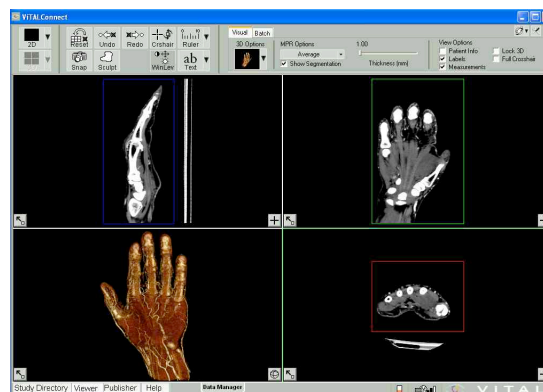 ViTALConnect
2D
Reset
Undo
Redo
Crshair
Ruler
Snap
Sculpt
WinLev
ab
Text
Visual
Batch
3D Options
MPR Options
Average
Show Segmentation
1.00
Thickness (mm)
View Options
Patient Info
Labels
Measurements
Lock 3D
Full Crosshair
Study Directory
Viewer
Publisher
Help
Data Manager
VITAL